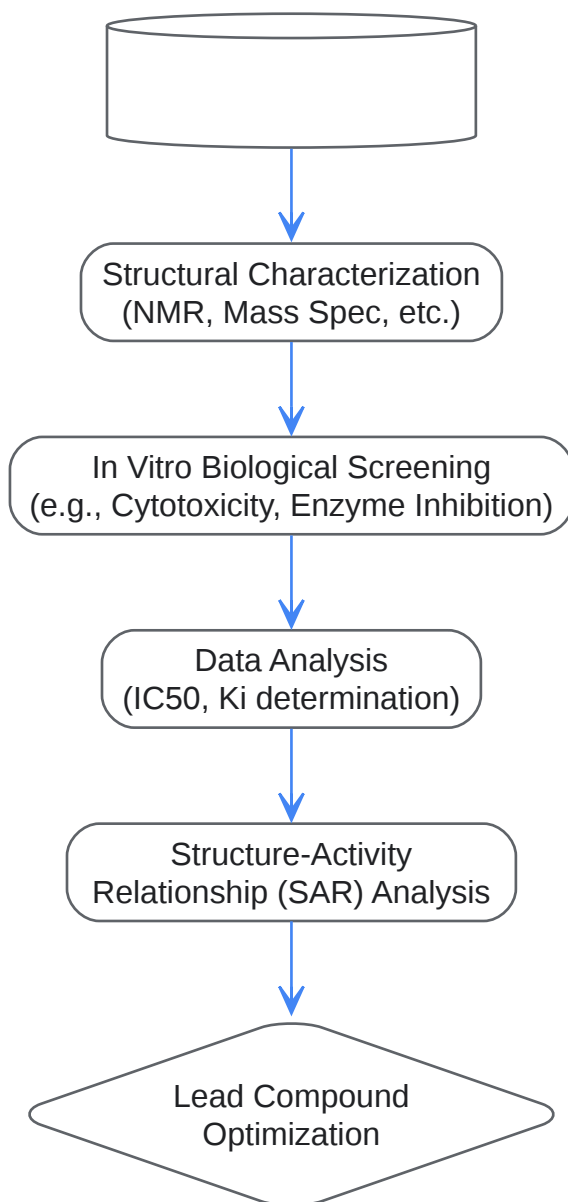 Structural Characterization
(NMR, Mass Spec, etc.)
In Vitro Biological Screening
(e.g., Cytotoxicity, Enzyme Inhibition)
Data Analysis
(IC50, Ki determination)
Structure-Activity
Relationship (SAR) Analysis
Lead Compound
Optimization